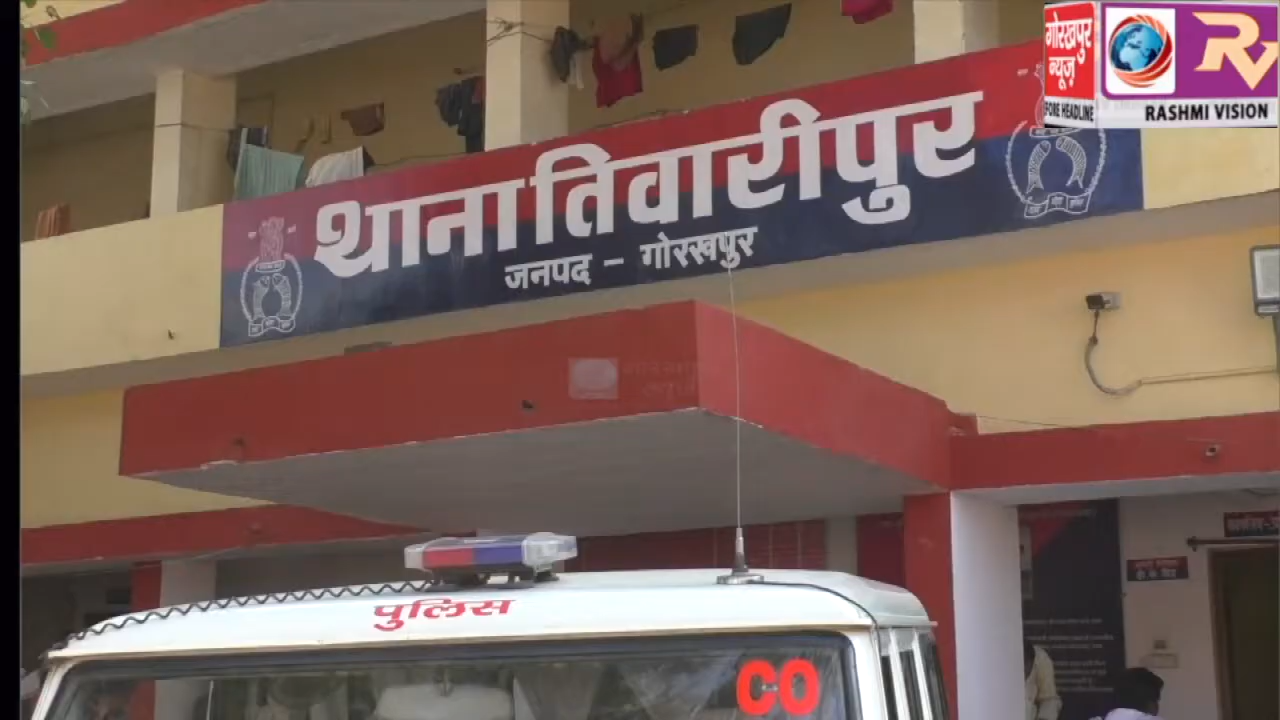 गोरखपुर
न्यूज़
RASHMI VISION
थाना तिवारीपुर
जनपद - गोरखपुर
पुलिस
CO